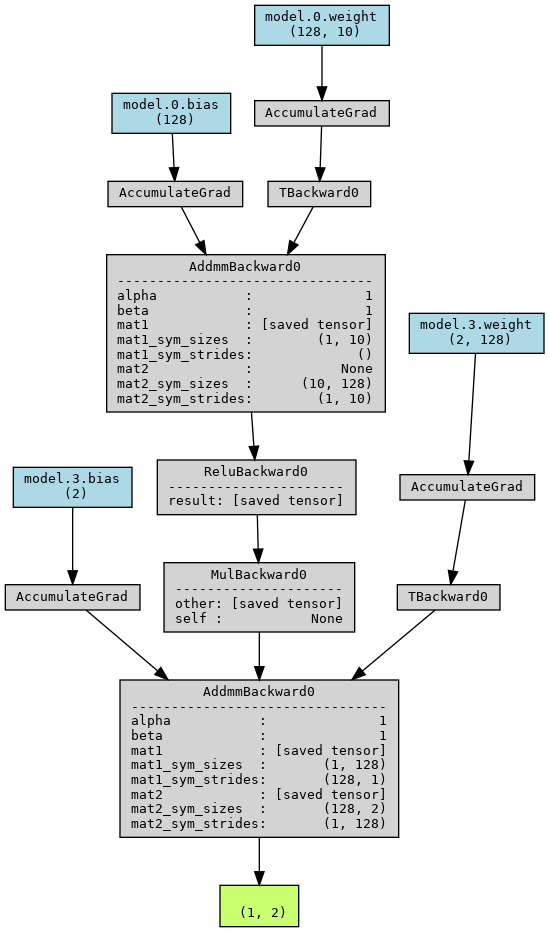 model.0.weight
(128, 10)
model.0.bias
(128)
AccumulateGrad
AccumulateGrad
TBackward0
AddmmBackward0
--------------------------------
alpha           :              1
beta            :              1
mat1            : [saved tensor]
mat1_sym_sizes  :        (1, 10)
mat1_sym_strides:             ()
mat2            :           None
mat2_sym_sizes  :      (10, 128)
mat2_sym_strides:        (1, 10)
model.3.weight
(2, 128)
model.3.bias
(2)
ReluBackward0
----------------------
result: [saved tensor]
AccumulateGrad
AccumulateGrad
MulBackward0
---------------------
other: [saved tensor]
self :           None
TBackward0
AddmmBackward0
--------------------------------
alpha           :              1
beta            :              1
mat1            : [saved tensor]
mat1_sym_sizes  :       (1, 128)
mat1_sym_strides:       (128, 1)
mat2            : [saved tensor]
mat2_sym_sizes  :       (128, 2)
mat2_sym_strides:       (1, 128)
(1, 2)